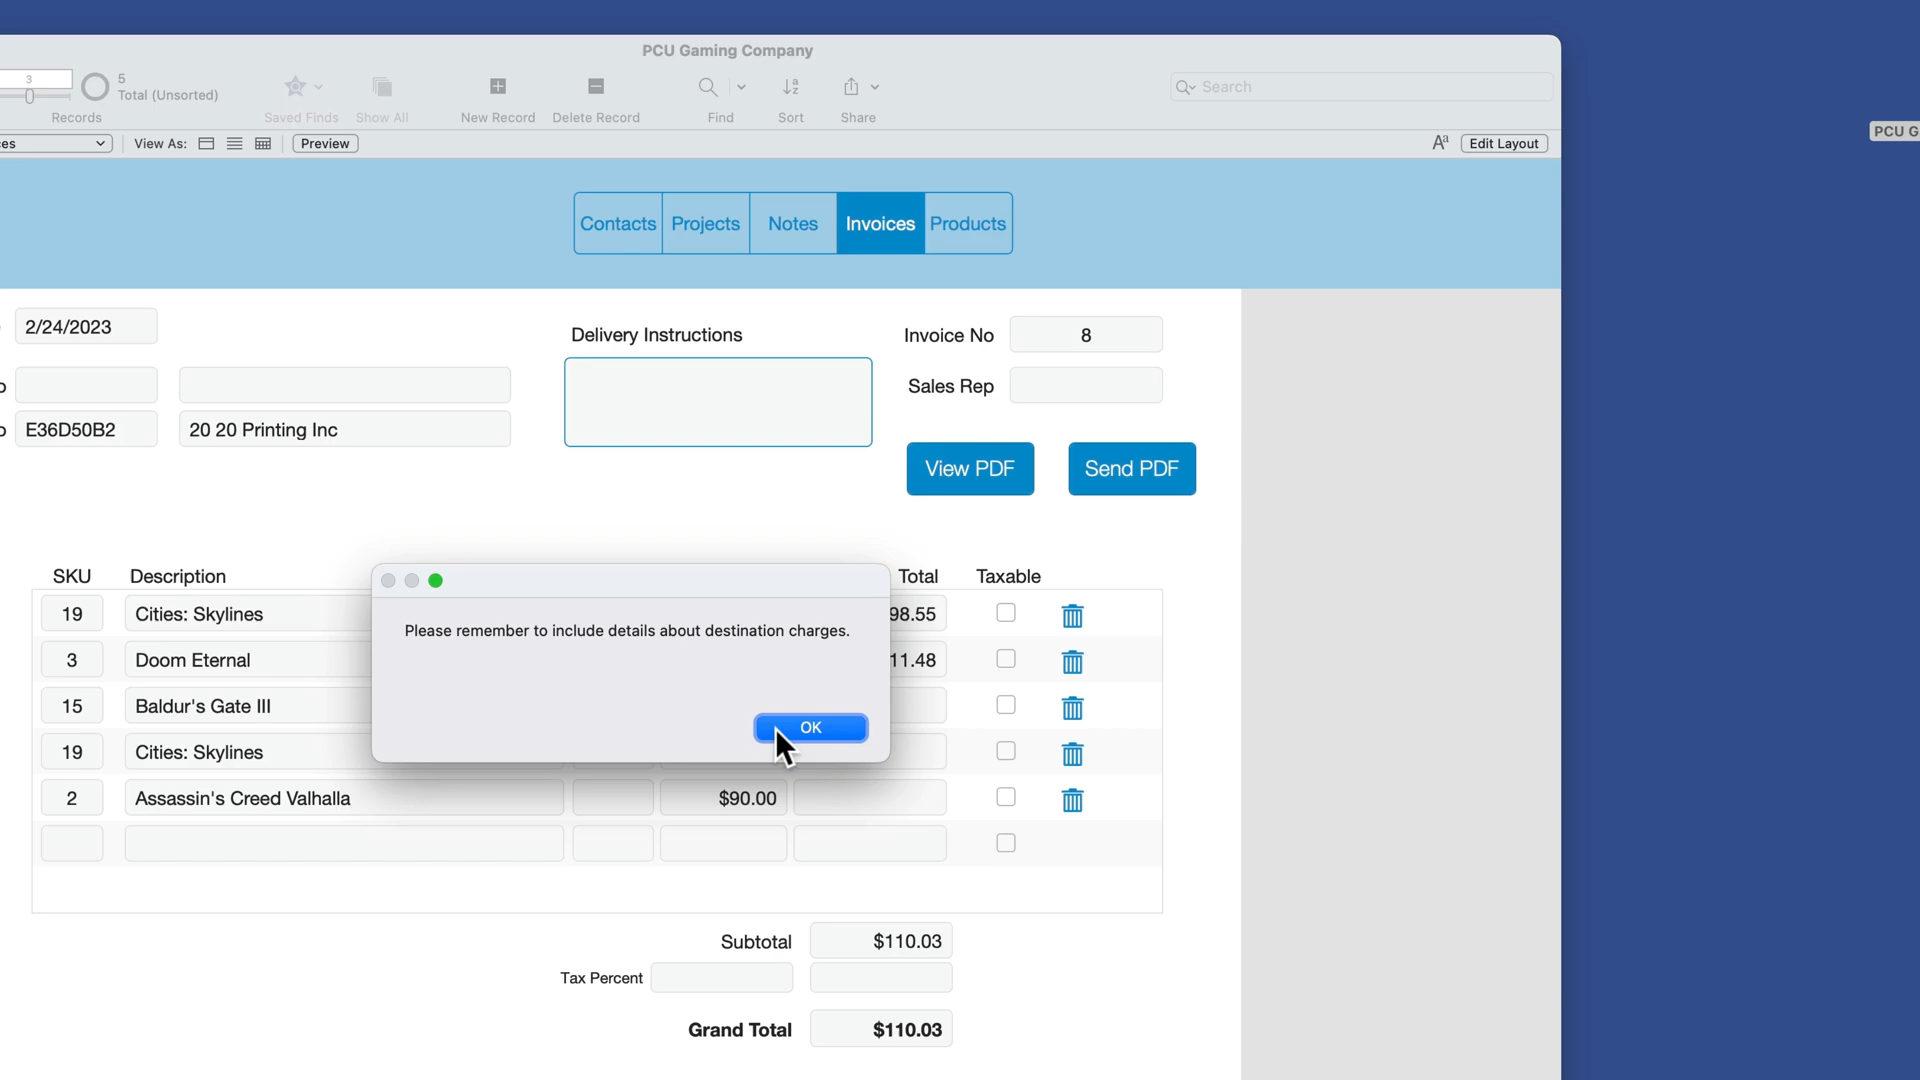 PCU Gaming Company
3
5
Total (Unsorted)
Records
Saved Finds
Show All
New Record
Delete Record
Find
Sort
Share
Search
PCU G
ces
View As:
Preview
Aa
Edit Layout
Contacts
Projects
Notes
Invoices
Products
2/24/2023
Delivery Instructions
Invoice No
8
Sales Rep
E36D50B2
20 20 Printing Inc
View PDF
Send PDF
SKU
Description
Total
Taxable
19
Cities: Skylines
98.55
3
Doom Eternal
11.48
15
Baldur's Gate III
19
Cities: Skylines
2
Assassin's Creed Valhalla
$90.00
Please remember to include details about destination charges.
OK
Subtotal
$110.03
Tax Percent
Grand Total
$110.03